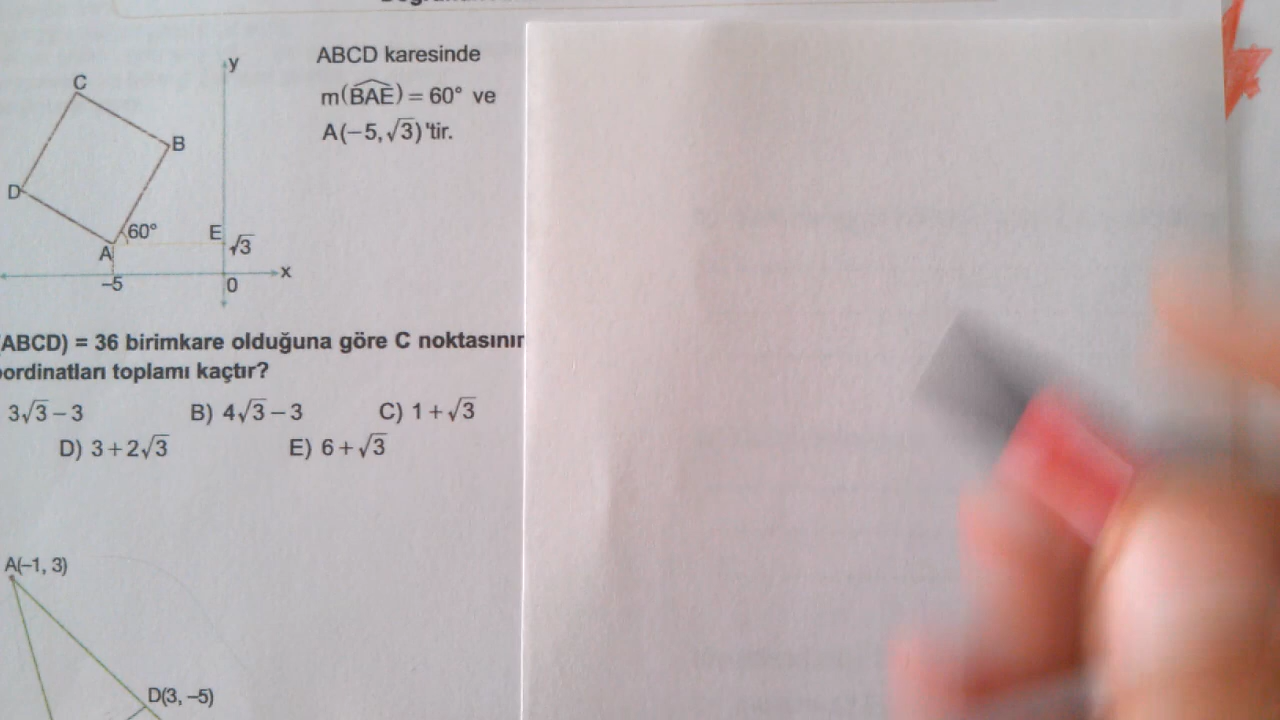 ABCD karesinde
m(BAE) = 60° ve
A(−5, √3)'tir.
y
C
B
D
60°
E
A
√3
x
−5
0
(ABCD) = 36 birimkare olduğuna göre C noktasının
oordinatları toplamı kaçtır?
3√3 − 3
B) 4√3 − 3
C) 1 + √3
D) 3 + 2√3
E) 6 + √3
A(−1, 3)
D(3, −5)